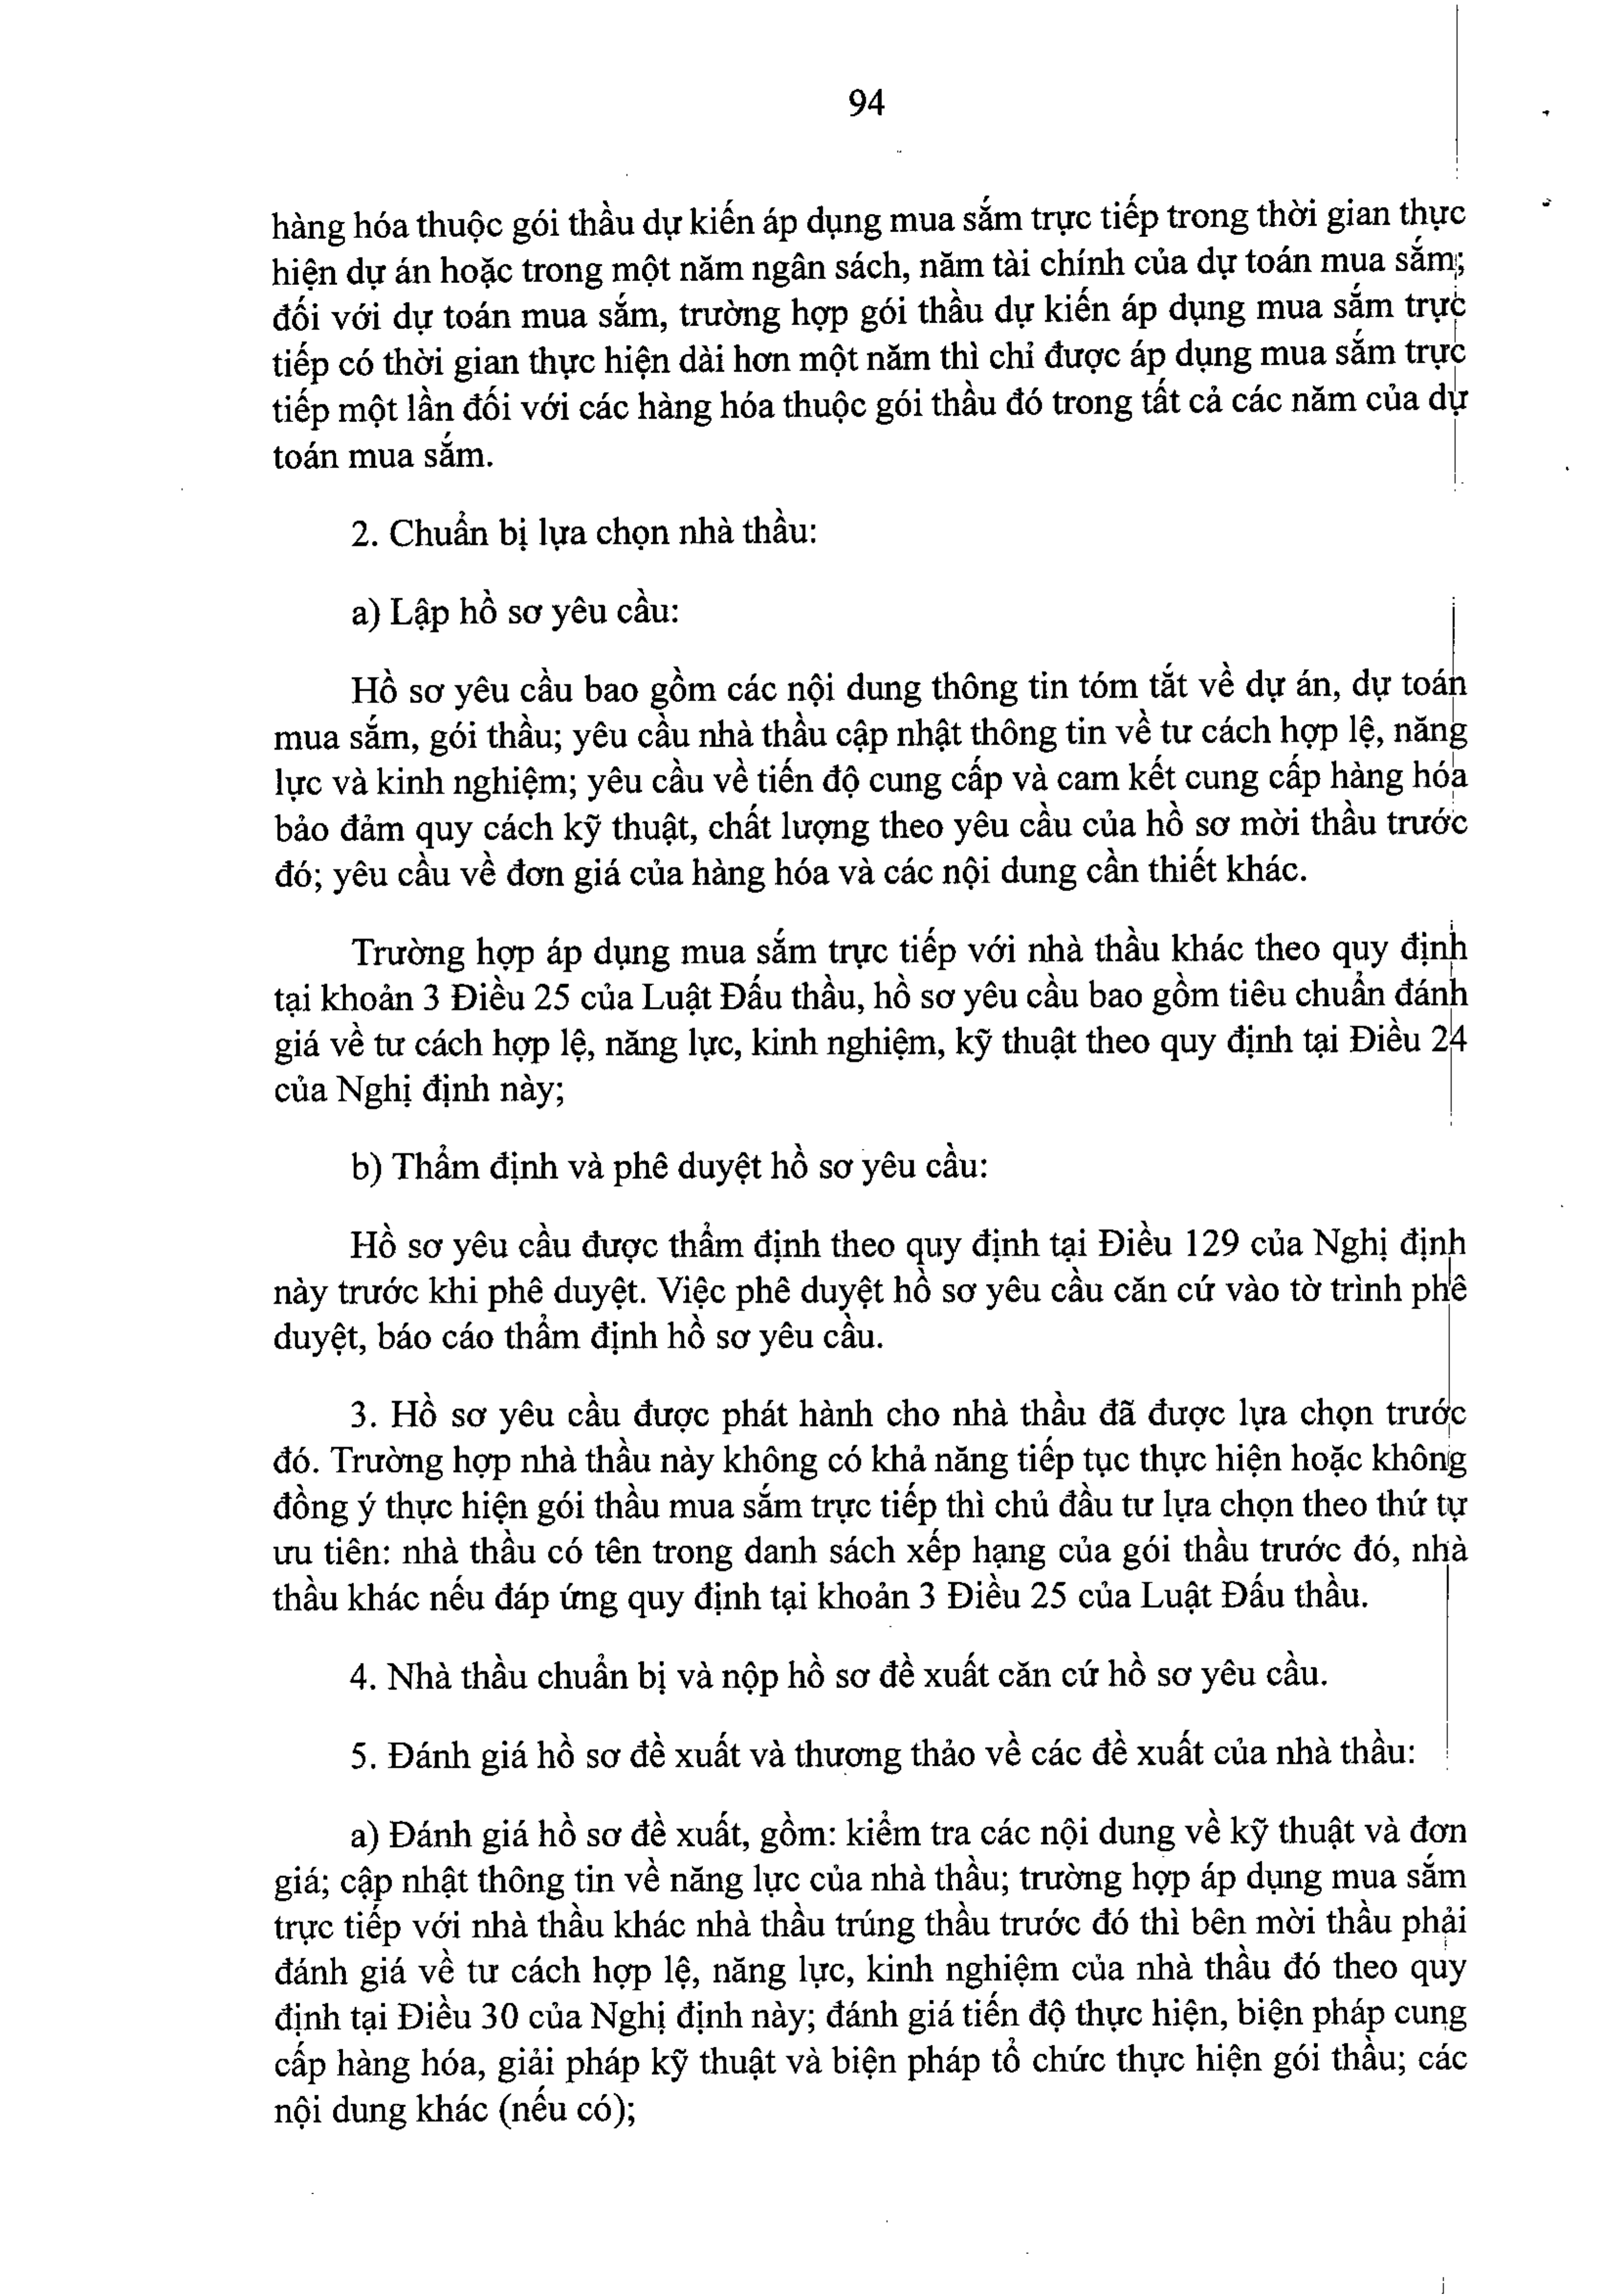 94
hàng hóa thuộc gói thầu dự kiến áp dụng mua sắm trực tiếp trong thời gian thực
hiện dự án hoặc trong một năm ngân sách, năm tài chính của dự toán mua sắm;
đối với dự toán mua sắm, trường hợp gói thầu dự kiến áp dụng mua sắm trực
tiếp có thời gian thực hiện dài hơn một năm thì chỉ được áp dụng mua sắm trực
tiếp một lần đối với các hàng hóa thuộc gói thầu đó trong tất cả các năm của dự
toán mua sắm.
2. Chuẩn bị lựa chọn nhà thầu:
a) Lập hồ sơ yêu cầu:
Hồ sơ yêu cầu bao gồm các nội dung thông tin tóm tắt về dự án, dự toán
mua sắm, gói thầu; yêu cầu nhà thầu cập nhật thông tin về tư cách hợp lệ, năng
lực và kinh nghiệm; yêu cầu về tiến độ cung cấp và cam kết cung cấp hàng hóa
bảo đảm quy cách kỹ thuật, chất lượng theo yêu cầu của hồ sơ mời thầu trước
đó; yêu cầu về đơn giá của hàng hóa và các nội dung cần thiết khác.
Trường hợp áp dụng mua sắm trực tiếp với nhà thầu khác theo quy định
tại khoản 3 Điều 25 của Luật Đấu thầu, hồ sơ yêu cầu bao gồm tiêu chuẩn đánh
giá về tư cách hợp lệ, năng lực, kinh nghiệm, kỹ thuật theo quy định tại Điều 24
của Nghị định này;
b) Thẩm định và phê duyệt hồ sơ yêu cầu:
Hồ sơ yêu cầu được thẩm định theo quy định tại Điều 129 của Nghị định
này trước khi phê duyệt. Việc phê duyệt hồ sơ yêu cầu căn cứ vào tờ trình phê
duyệt, báo cáo thẩm định hồ sơ yêu cầu.
3. Hồ sơ yêu cầu được phát hành cho nhà thầu đã được lựa chọn trước
đó. Trường hợp nhà thầu này không có khả năng tiếp tục thực hiện hoặc không
đồng ý thực hiện gói thầu mua sắm trực tiếp thì chủ đầu tư lựa chọn theo thứ tự
ưu tiên: nhà thầu có tên trong danh sách xếp hạng của gói thầu trước đó, nhà
thầu khác nếu đáp ứng quy định tại khoản 3 Điều 25 của Luật Đấu thầu.
4. Nhà thầu chuẩn bị và nộp hồ sơ đề xuất căn cứ hồ sơ yêu cầu.
5. Đánh giá hồ sơ đề xuất và thương thảo về các đề xuất của nhà thầu:
a) Đánh giá hồ sơ đề xuất, gồm: kiểm tra các nội dung về kỹ thuật và đơn
giá; cập nhật thông tin về năng lực của nhà thầu; trường hợp áp dụng mua sắm
trực tiếp với nhà thầu khác nhà thầu trúng thầu trước đó thì bên mời thầu phải
đánh giá về tư cách hợp lệ, năng lực, kinh nghiệm của nhà thầu đó theo quy
định tại Điều 30 của Nghị định này; đánh giá tiến độ thực hiện, biện pháp cung
cấp hàng hóa, giải pháp kỹ thuật và biện pháp tổ chức thực hiện gói thầu; các
nội dung khác (nếu có);